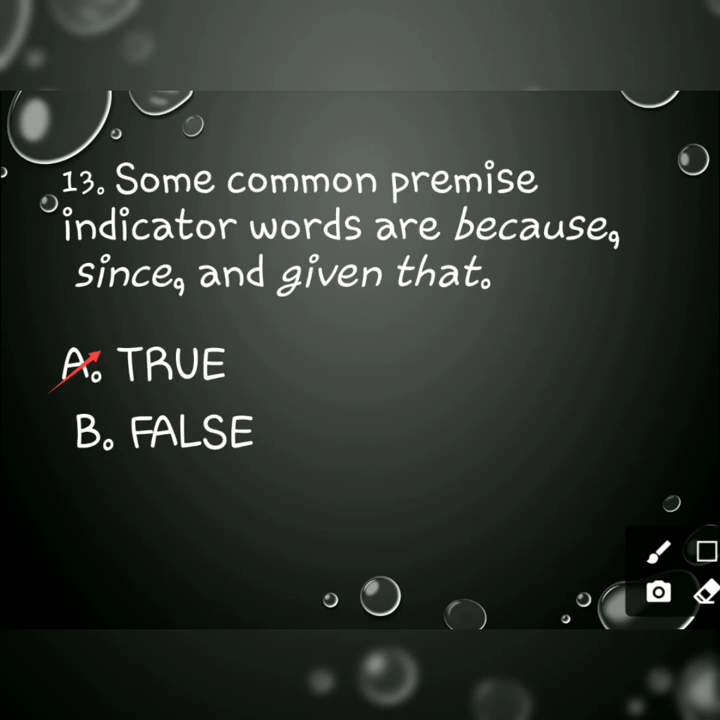 13. Some common premise
indicator words are because,
since, and given that.
A. TRUE
B. FALSE